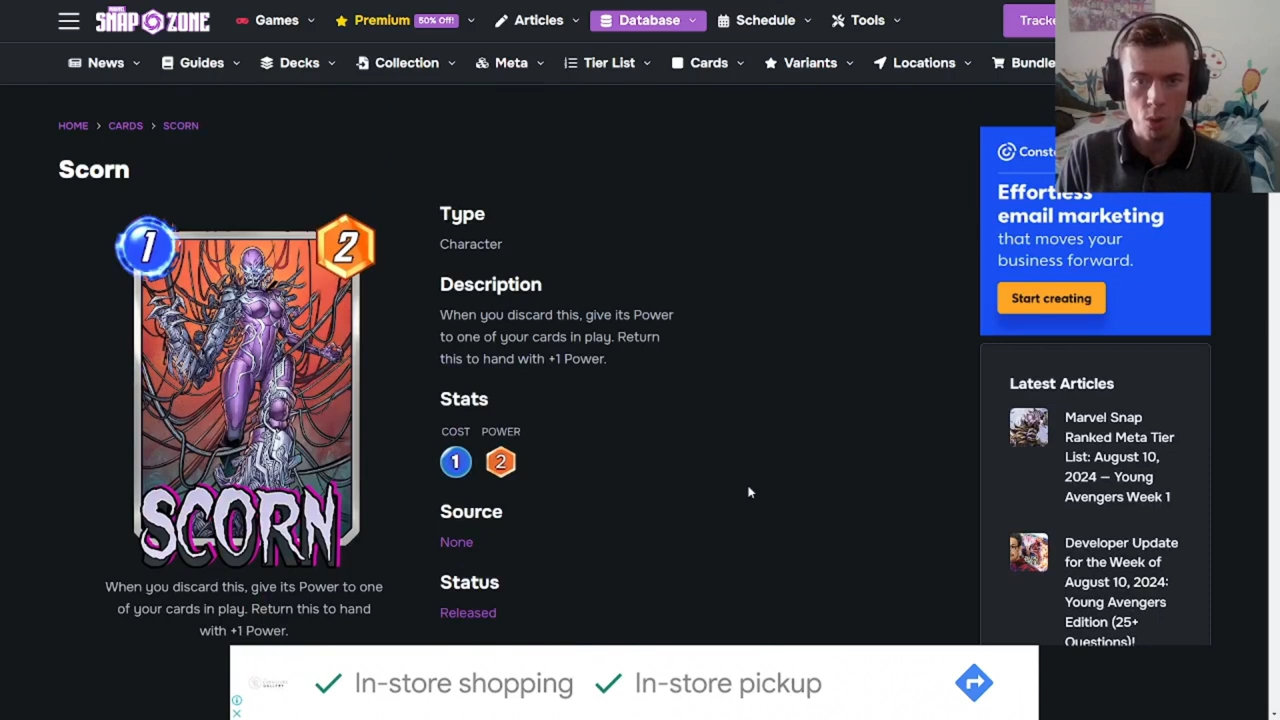 MARVEL
SNAP ZONE
Games
Premium 50% Off!
Articles
Database
Schedule
Tools
Tracke
News
Guides
Decks
Collection
Meta
Tier List
Cards
Variants
Locations
Bundle
HOME > CARDS > SCORN
Scorn
1
2
SCORN
When you discard this, give its Power to one
of your cards in play. Return this to hand
with +1 Power.
Type
Character
Description
When you discard this, give its Power
to one of your cards in play. Return
this to hand with +1 Power.
Stats
COST POWER
1 2
Source
None
Status
Released
Const
Effortless
email marketing
that moves your
business forward.
Start creating
Latest Articles
Marvel Snap
Ranked Meta Tier
List: August 10,
2024 — Young
Avengers Week 1
Developer Update
for the Week of
August 10, 2024:
Young Avengers
Edition (25+
Questions)!
In-store shopping
In-store pickup